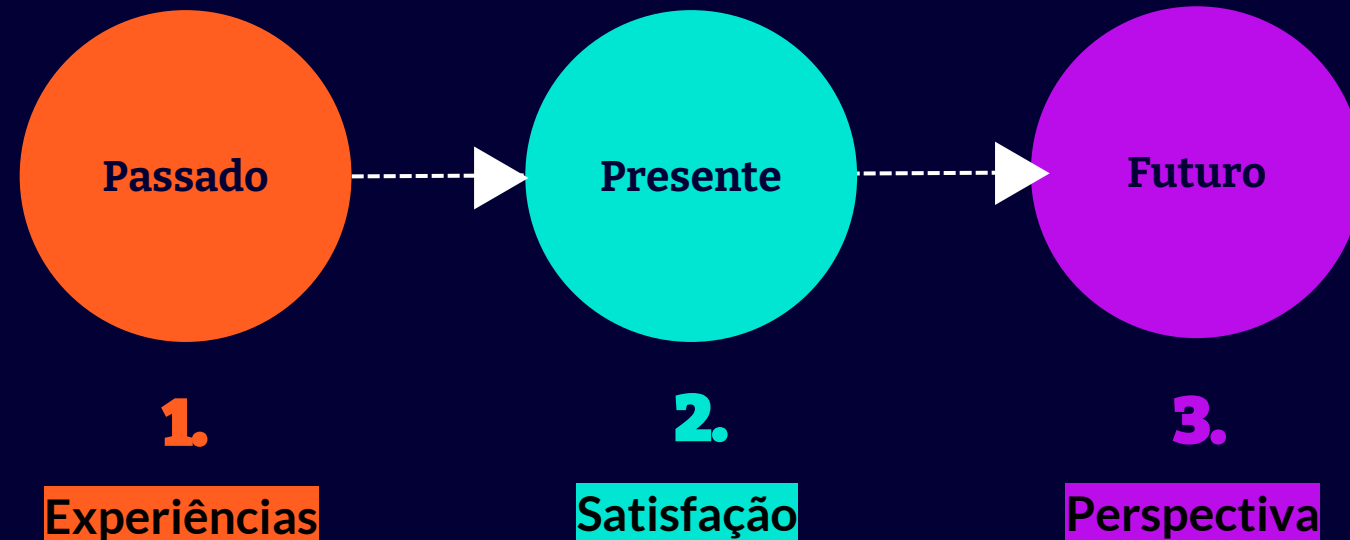 Passado
Presente
Futuro
1.
2.
3.
Experiências
Satisfação
Perspectiva